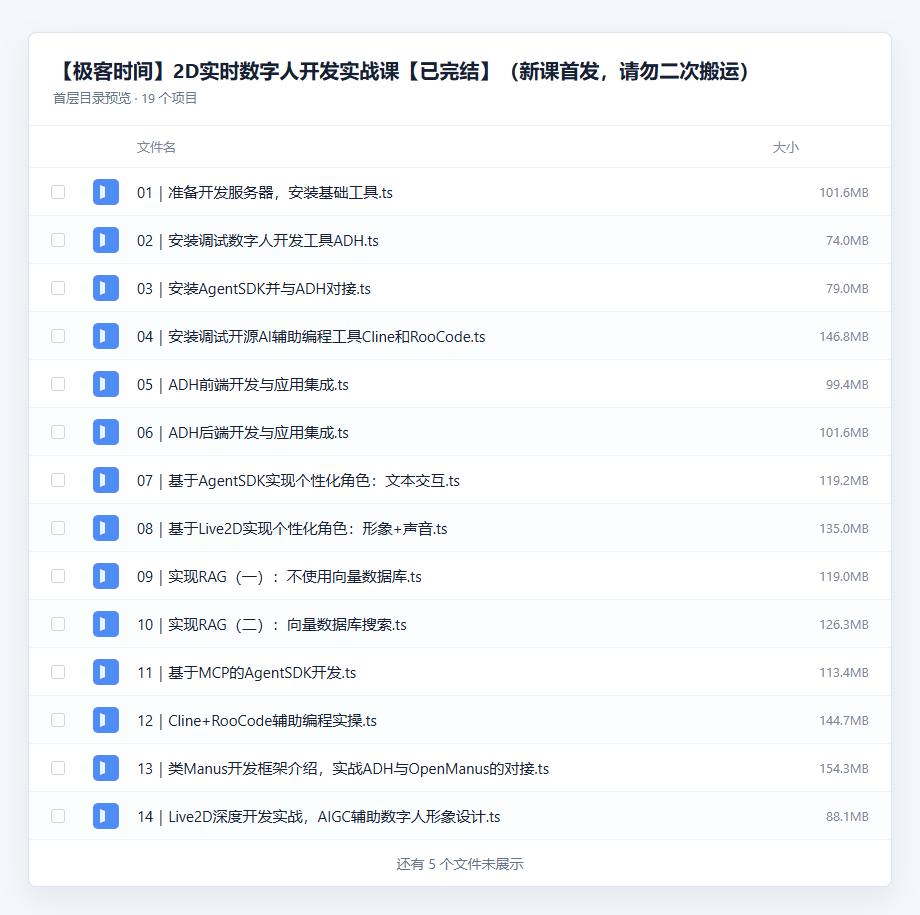 【极客时间】2D实时数字人开发实战课【已完结】（新课首发，请勿二次搬运）
首层目录预览 · 19 个项目
文件名 大小
01｜准备开发服务器，安装基础工具.ts 101.6MB
02｜安装调试数字人开发工具ADH.ts 74.0MB
03｜安装AgentSDK并与ADH对接.ts 79.0MB
04｜安装调试开源AI辅助编程工具Cline和RooCode.ts 146.8MB
05｜ADH前端开发与应用集成.ts 99.4MB
06｜ADH后端开发与应用集成.ts 101.6MB
07｜基于AgentSDK实现个性化角色：文本交互.ts 119.2MB
08｜基于Live2D实现个性化角色：形象+声音.ts 135.0MB
09｜实现RAG（一）：不使用向量数据库.ts 119.0MB
10｜实现RAG（二）：向量数据库搜索.ts 126.3MB
11｜基于MCP的AgentSDK开发.ts 113.4MB
12｜Cline+RooCode辅助编程实操.ts 144.7MB
13｜类Manus开发框架介绍，实战ADH与OpenManus的对接.ts 154.3MB
14｜Live2D深度开发实战，AIGC辅助数字人形象设计.ts 88.1MB
还有 5 个文件未展示